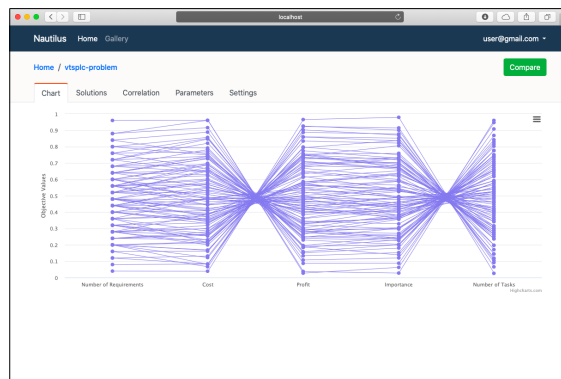 localhost
Nautilus Home Gallery user@gmail.com
Home / vtsplc-problem Compare
Chart Solutions Correlation Parameters Settings
1
0.9
0.8
0.7
0.6
0.5
0.4
0.3
0.2
0.1
0
Objective Values
Number of Requirements Cost Profit Importance Number of Tasks
Highcharts.com